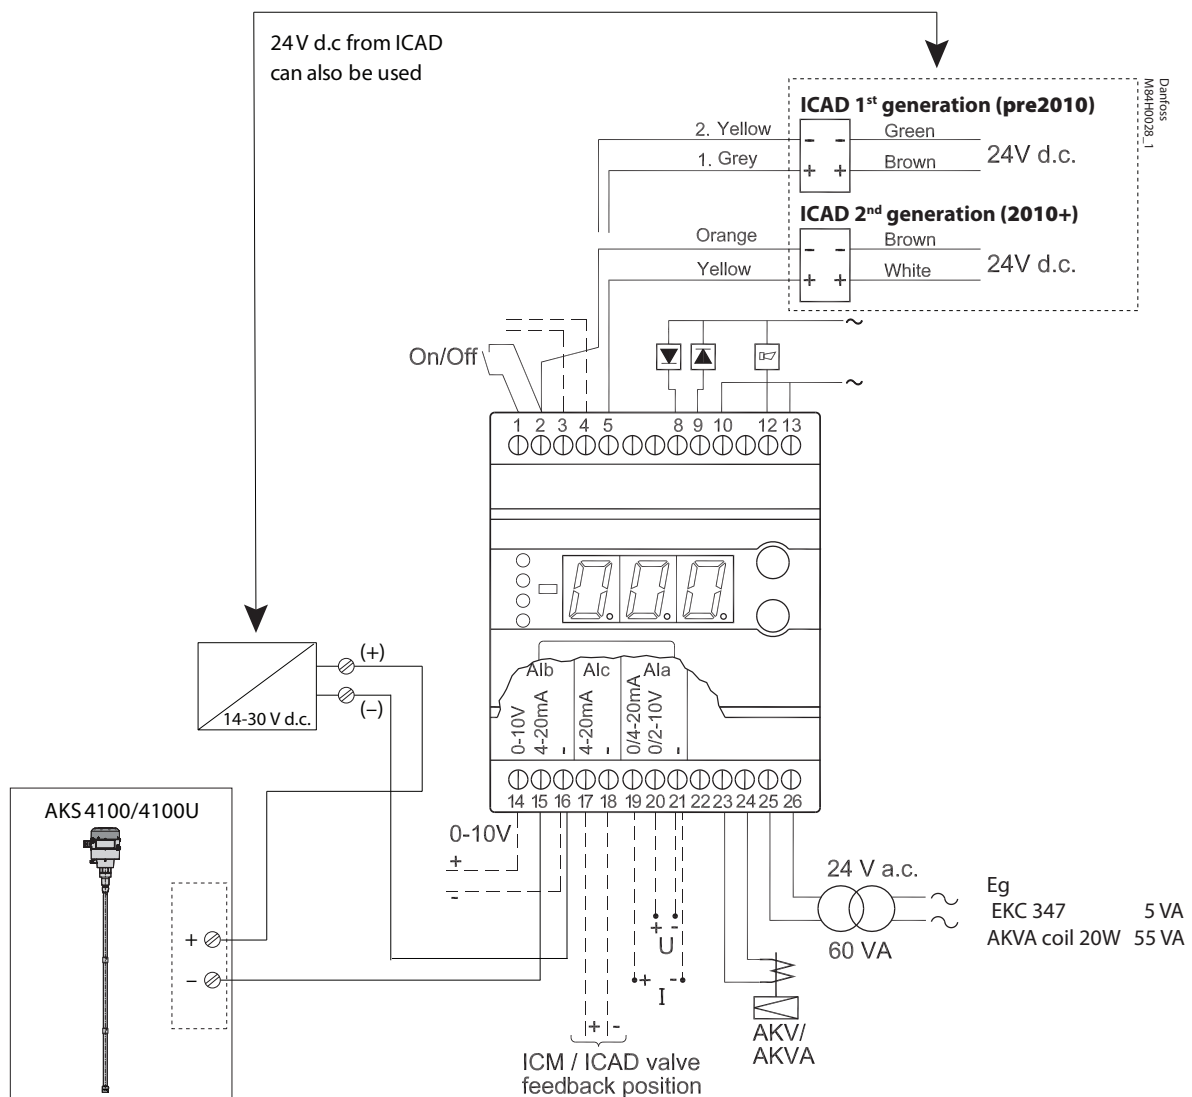 24 V d.c from ICAD
can also be used
Danfoss
M84H0028_1
ICAD 1st generation (pre2010)
2. Yellow
- -
Green
1. Grey
+ +
Brown
24V d.c.
ICAD 2nd generation (2010+)
Orange
- -
Brown
Yellow
+ +
White
24V d.c.
~
On/Off
~
1 2 3 4 5 8 9 10 12 13
0.0.0.
(+)
(−)
14-30 V d.c.
AIb AIc AIa
0-10V
4-20mA
-
4-20mA
-
0/4-20mA
0/2-10V
-
14 15 16 17 18 19 20 21 22 23 24 25 26
AKS 4100/4100U
+
−
0-10V
+
-
+ -
U
+ -
I
+ -
ICM / ICAD valve
feedback position
24 V a.c.
60 VA
~
~
Eg
EKC 347 5 VA
AKVA coil 20W 55 VA
AKV/
AKVA